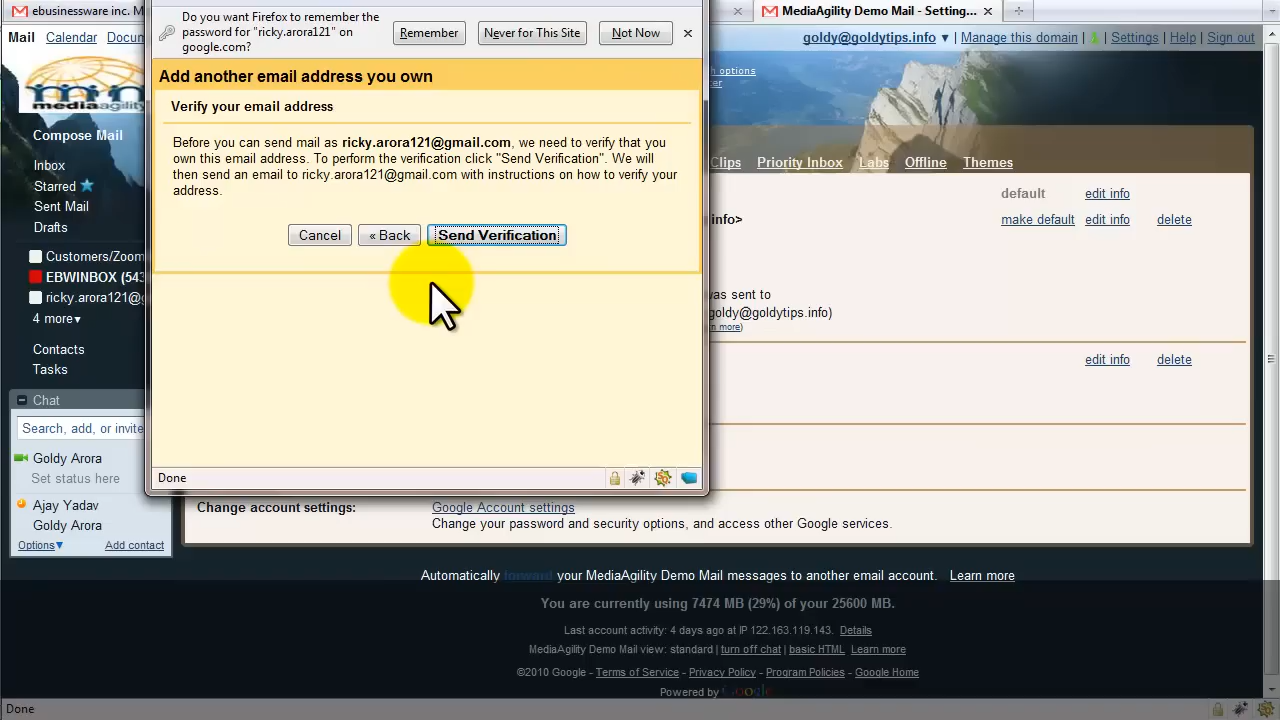 ebusinessware inc. M
MediaAgility Demo Mail - Setting...
Do you want Firefox to remember the
password for "ricky.arora121" on
google.com?
Remember
Never for This Site
Not Now
Mail Calendar Docum
goldy@goldytips.info ▼ | Manage this domain | Settings | Help | Sign out
mediaagility
Add another email address you own
Verify your email address
Before you can send mail as ricky.arora121@gmail.com, we need to verify that you
own this email address. To perform the verification click "Send Verification". We will
then send an email to ricky.arora121@gmail.com with instructions on how to verify your
address.
Cancel
« Back
Send Verification
Done
h options
Compose Mail
Inbox
Starred
Sent Mail
Drafts
Customers/Zoom
EBWINBOX (543
ricky.arora121@g
4 more▾
Contacts
Tasks
Chat
Search, add, or invite
Goldy Arora
Set status here
Ajay Yadav
Goldy Arora
Options▼
Add contact
Clips Priority Inbox Labs Offline Themes
default edit info
info> make default edit info delete
was sent to
goldy@goldytips.info)
edit info delete
Change account settings:
Google Account settings
Change your password and security options, and access other Google services.
Automatically forward your MediaAgility Demo Mail messages to another email account. Learn more
You are currently using 7474 MB (29%) of your 25600 MB.
Last account activity: 4 days ago at IP 122.163.119.143. Details
MediaAgility Demo Mail view: standard | turn off chat | basic HTML Learn more
©2010 Google - Terms of Service - Privacy Policy - Program Policies - Google Home
Powered by Google
Done